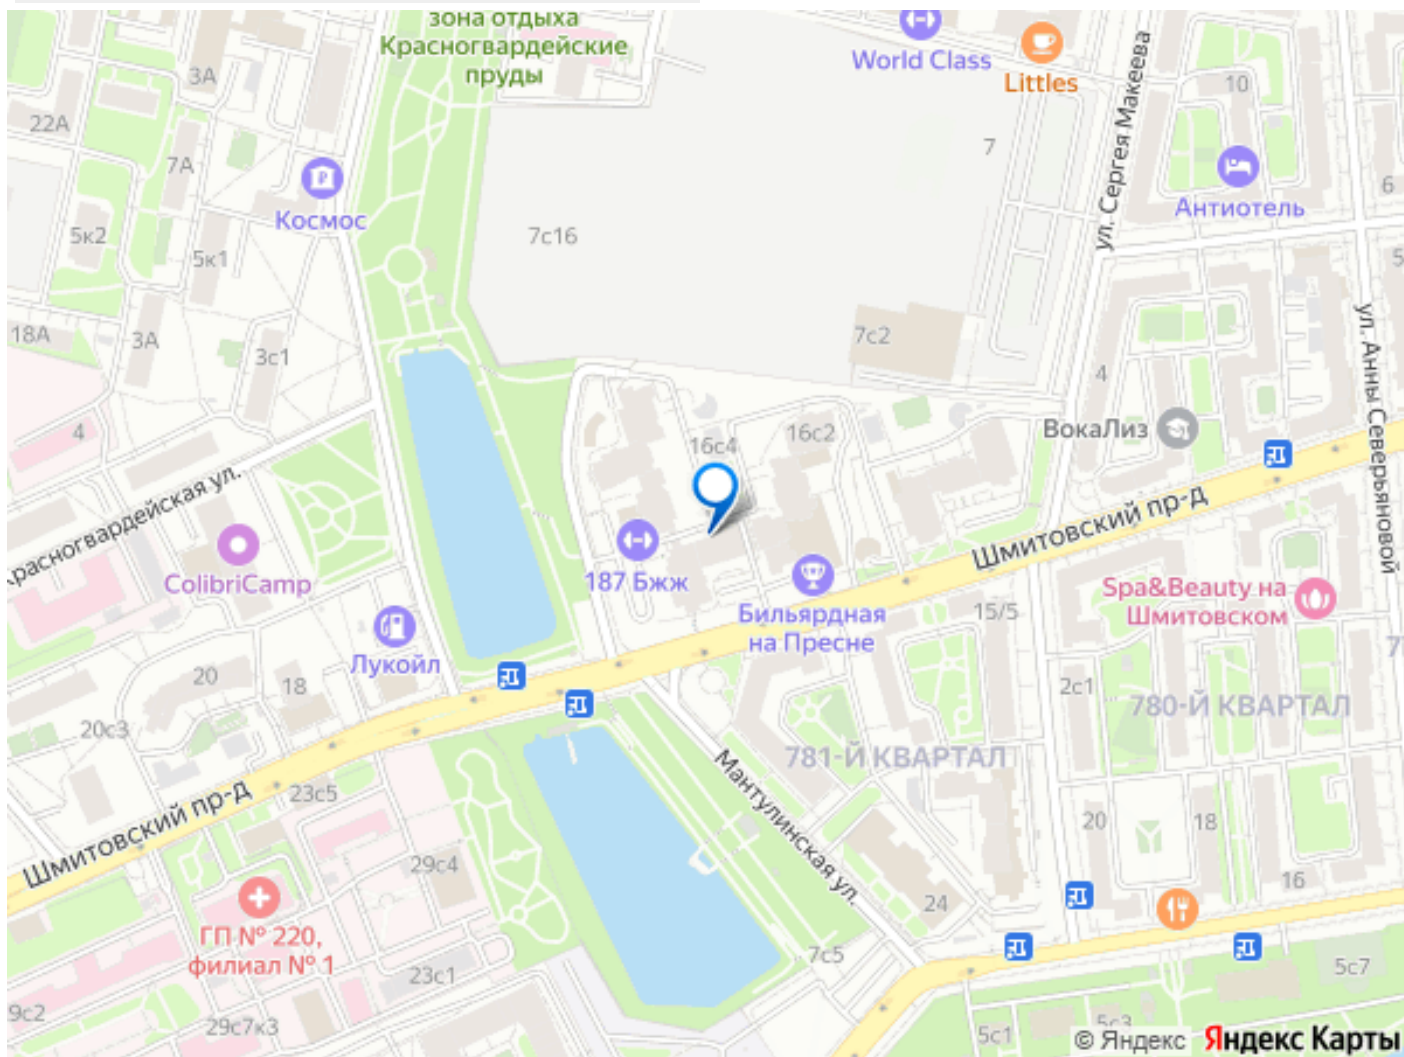 зона отдыха
Красногвардейские
пруды
World Class
Littles
ул. Сергея Макеева
10
3А
22А
7А
7
6
Космос
Антиотель
5к2
5к1
7с16
5
18А
3А
3с1
7с2
4
ул. Анны Северьяновой
4
16с4
16с2
ВокаЛиз
Красногвардейская ул.
Шмитовский пр-д
ColibriCamp
187 Бжж
Бильярдная
на Пресне
15/5
Spa&Beauty на
Шмитовском
Лукойл
20
18
2с1
780-Й КВАРТАЛ
20с3
781-Й КВАРТАЛ
Мантулинская ул.
Шмитовский пр-д
23с5
20
18
29с4
24
16
ГП № 220,
филиал № 1
23с1
7с5
5с7
9с2
29с7к3
5с1
5с3
© Яндекс Яндекс Карты